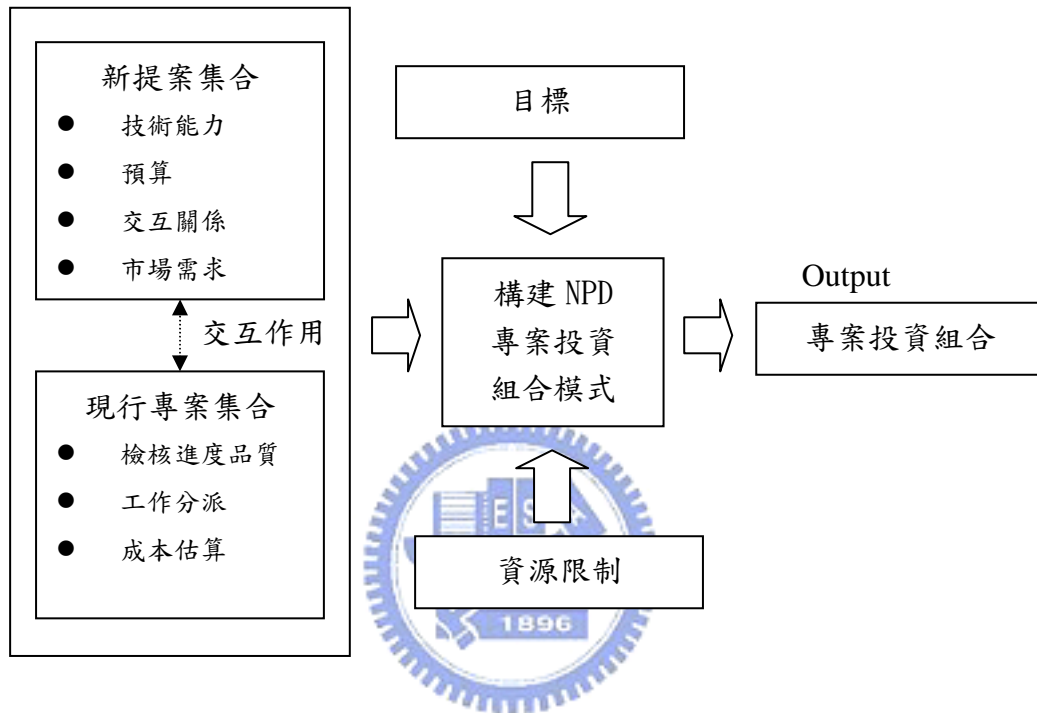 新提案集合
● 技術能力
● 預算
● 交互關係
● 市場需求
交互作用
現行專案集合
● 檢核進度品質
● 工作分派
● 成本估算
目標
構建 NPD
專案投資
組合模式
資源限制
Output
專案投資組合
E S
1896